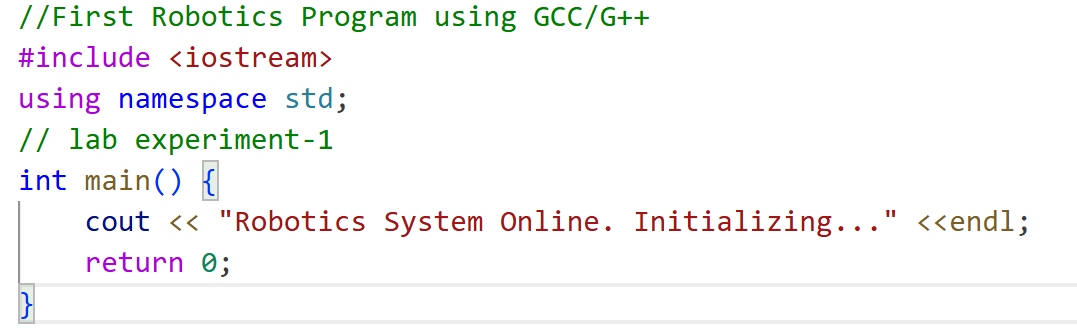 //First Robotics Program using GCC/G++
#include <iostream>
using namespace std;
// lab experiment-1
int main() {
    cout << "Robotics System Online. Initializing..." <<endl;
    return 0;
}